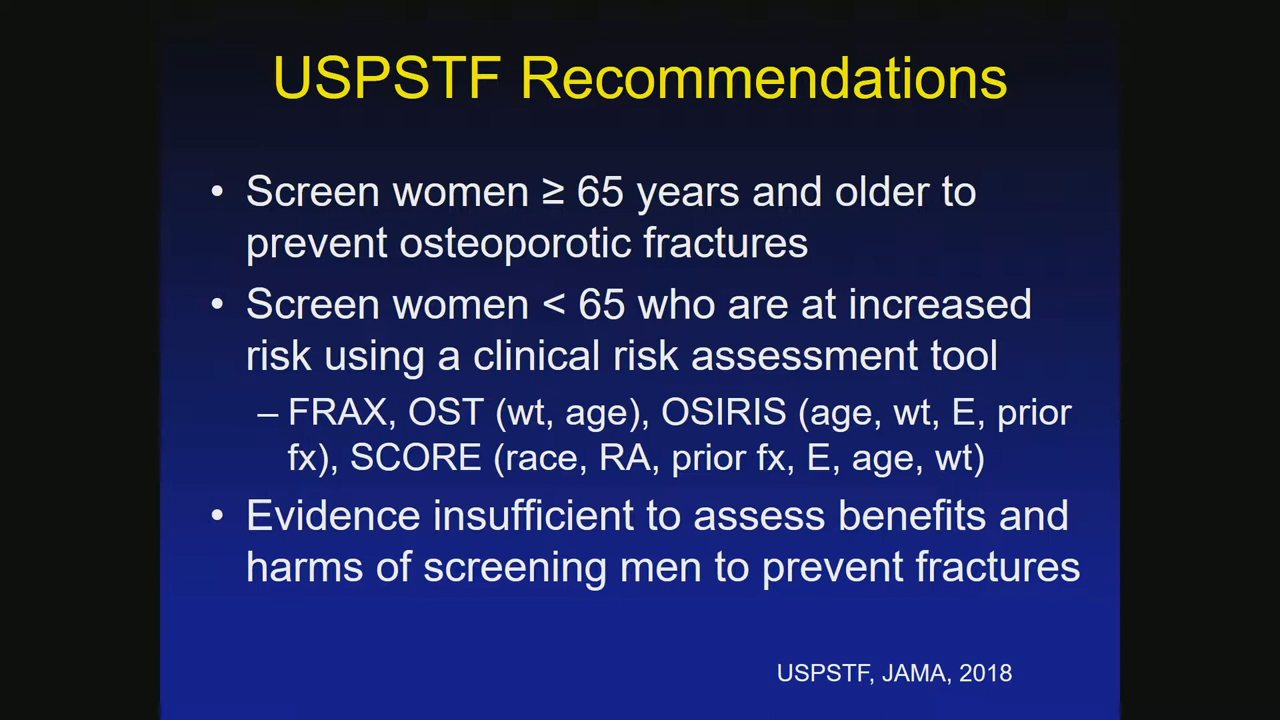 USPSTF Recommendations
• Screen women ≥ 65 years and older to
prevent osteoporotic fractures
• Screen women < 65 who are at increased
risk using a clinical risk assessment tool
– FRAX, OST (wt, age), OSIRIS (age, wt, E, prior
fx), SCORE (race, RA, prior fx, E, age, wt)
• Evidence insufficient to assess benefits and
harms of screening men to prevent fractures
USPSTF, JAMA, 2018